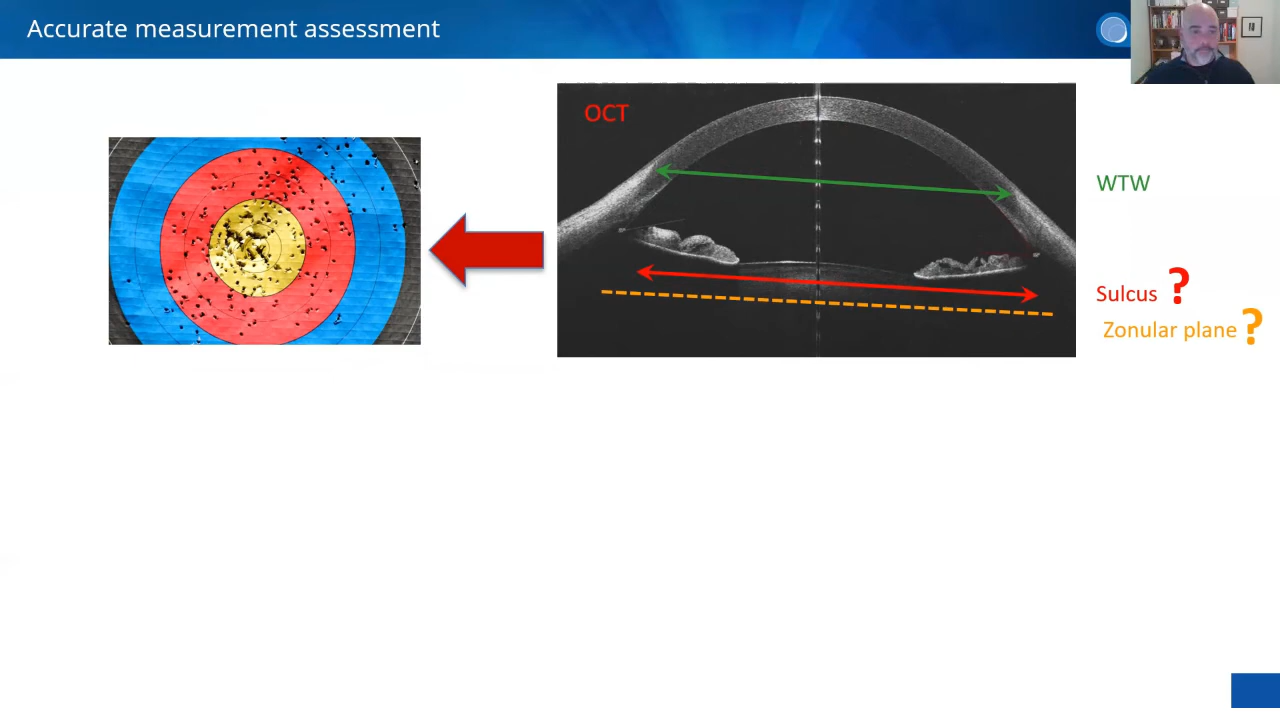 Accurate measurement assessment
OCT
WTW
Sulcus ?
Zonular plane ?